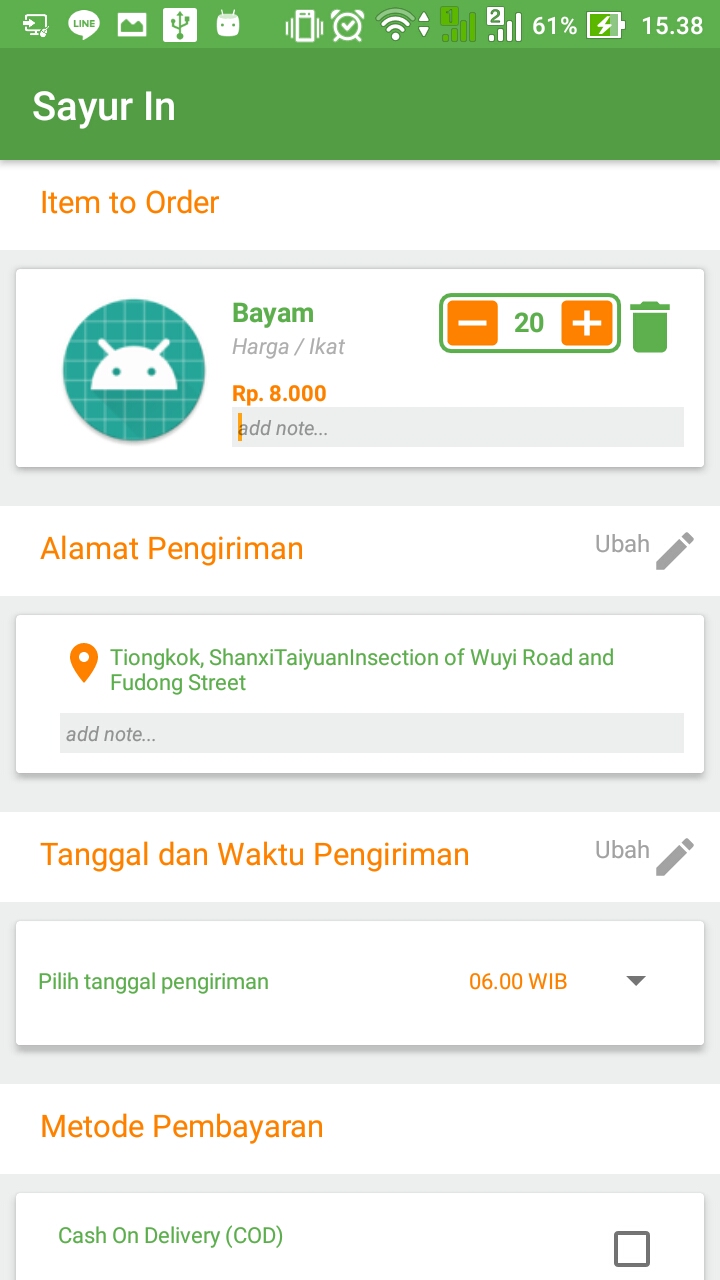 LINE
1
2
61%
15.38
Sayur In
Item to Order
Bayam
20
Harga / Ikat
Rp. 8.000
add note...
Alamat Pengiriman
Ubah
Tiongkok, ShanxiTaiyuanInsection of Wuyi Road and
Fudong Street
add note...
Tanggal dan Waktu Pengiriman
Ubah
Pilih tanggal pengiriman
06.00 WIB
Metode Pembayaran
Cash On Delivery (COD)